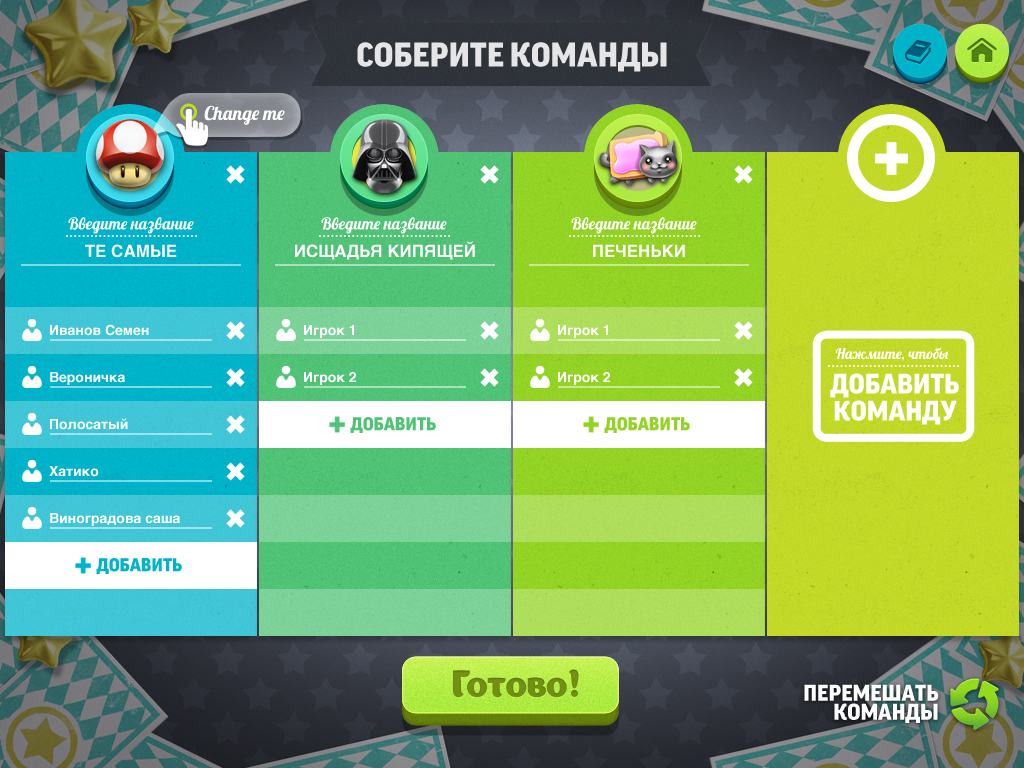 СОБЕРИТЕ КОМАНДЫ
Change me
Введите название
ТЕ САМЫЕ
Иванов Семен
Вероничка
Полосатый
Хатико
Виноградова саша
ДОБАВИТЬ
Введите название
ИСЩАДЬЯ КИПЯЩЕЙ
Игрок 1
Игрок 2
ДОБАВИТЬ
Введите название
ПЕЧЕНЬКИ
Игрок 1
Игрок 2
ДОБАВИТЬ
Нажмите, чтобы
ДОБАВИТЬ
КОМАНДУ
Готово!
ПЕРЕМЕШАТЬ
КОМАНДЫ